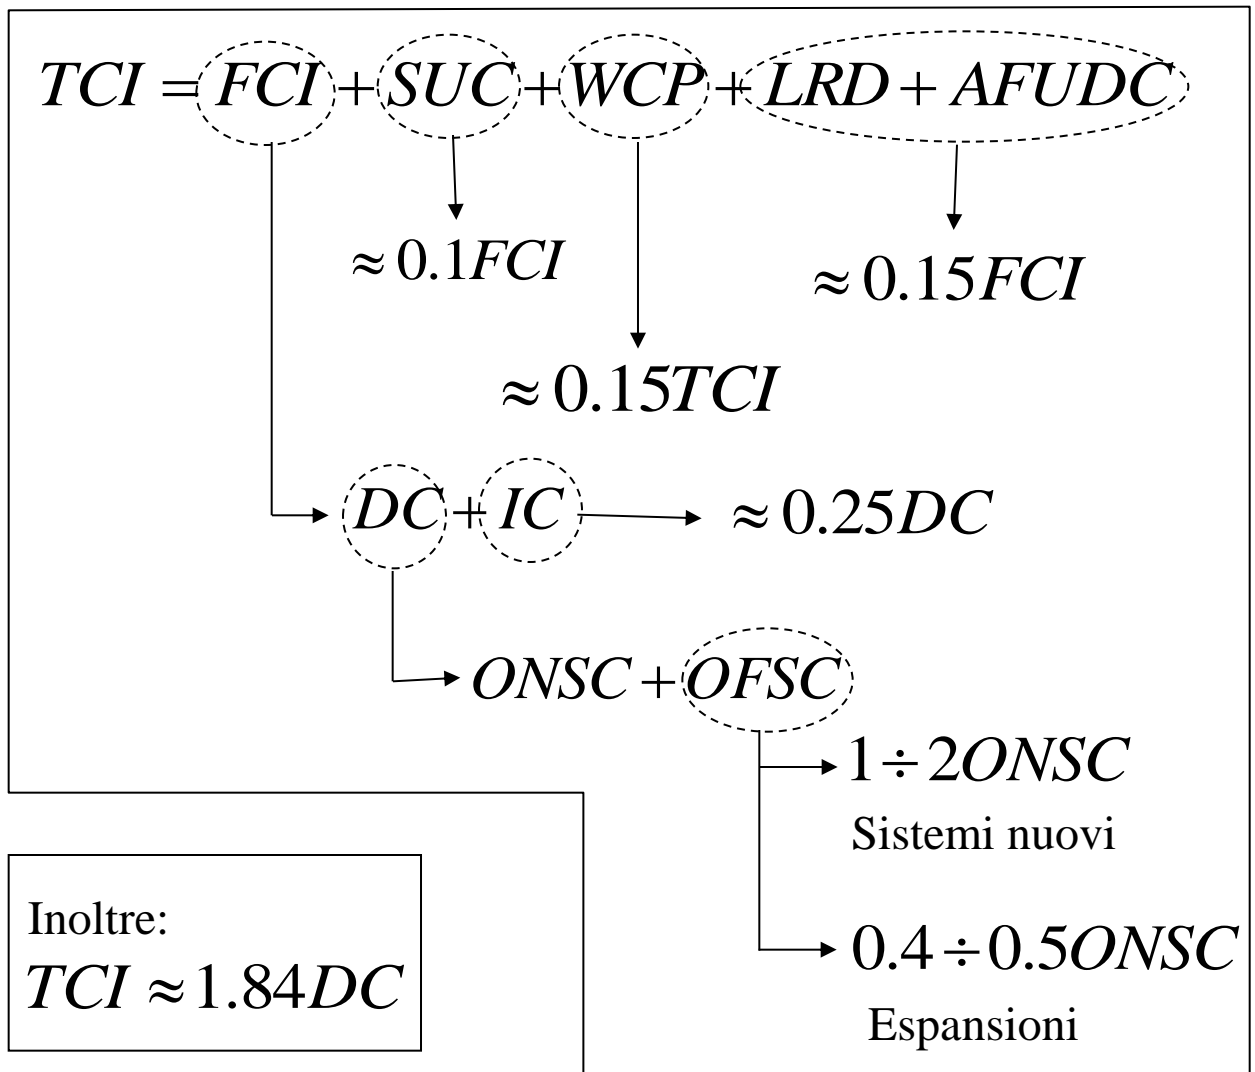 TCI = FCI + SUC + WCP + LRD + AFUDC
≈ 0.1FCI
≈ 0.15FCI
≈ 0.15TCI
DC + IC
≈ 0.25DC
ONSC + OFSC
1 ÷ 2ONSC
Sistemi nuovi
0.4 ÷ 0.5ONSC
Espansioni
Inoltre:
TCI ≈ 1.84DC